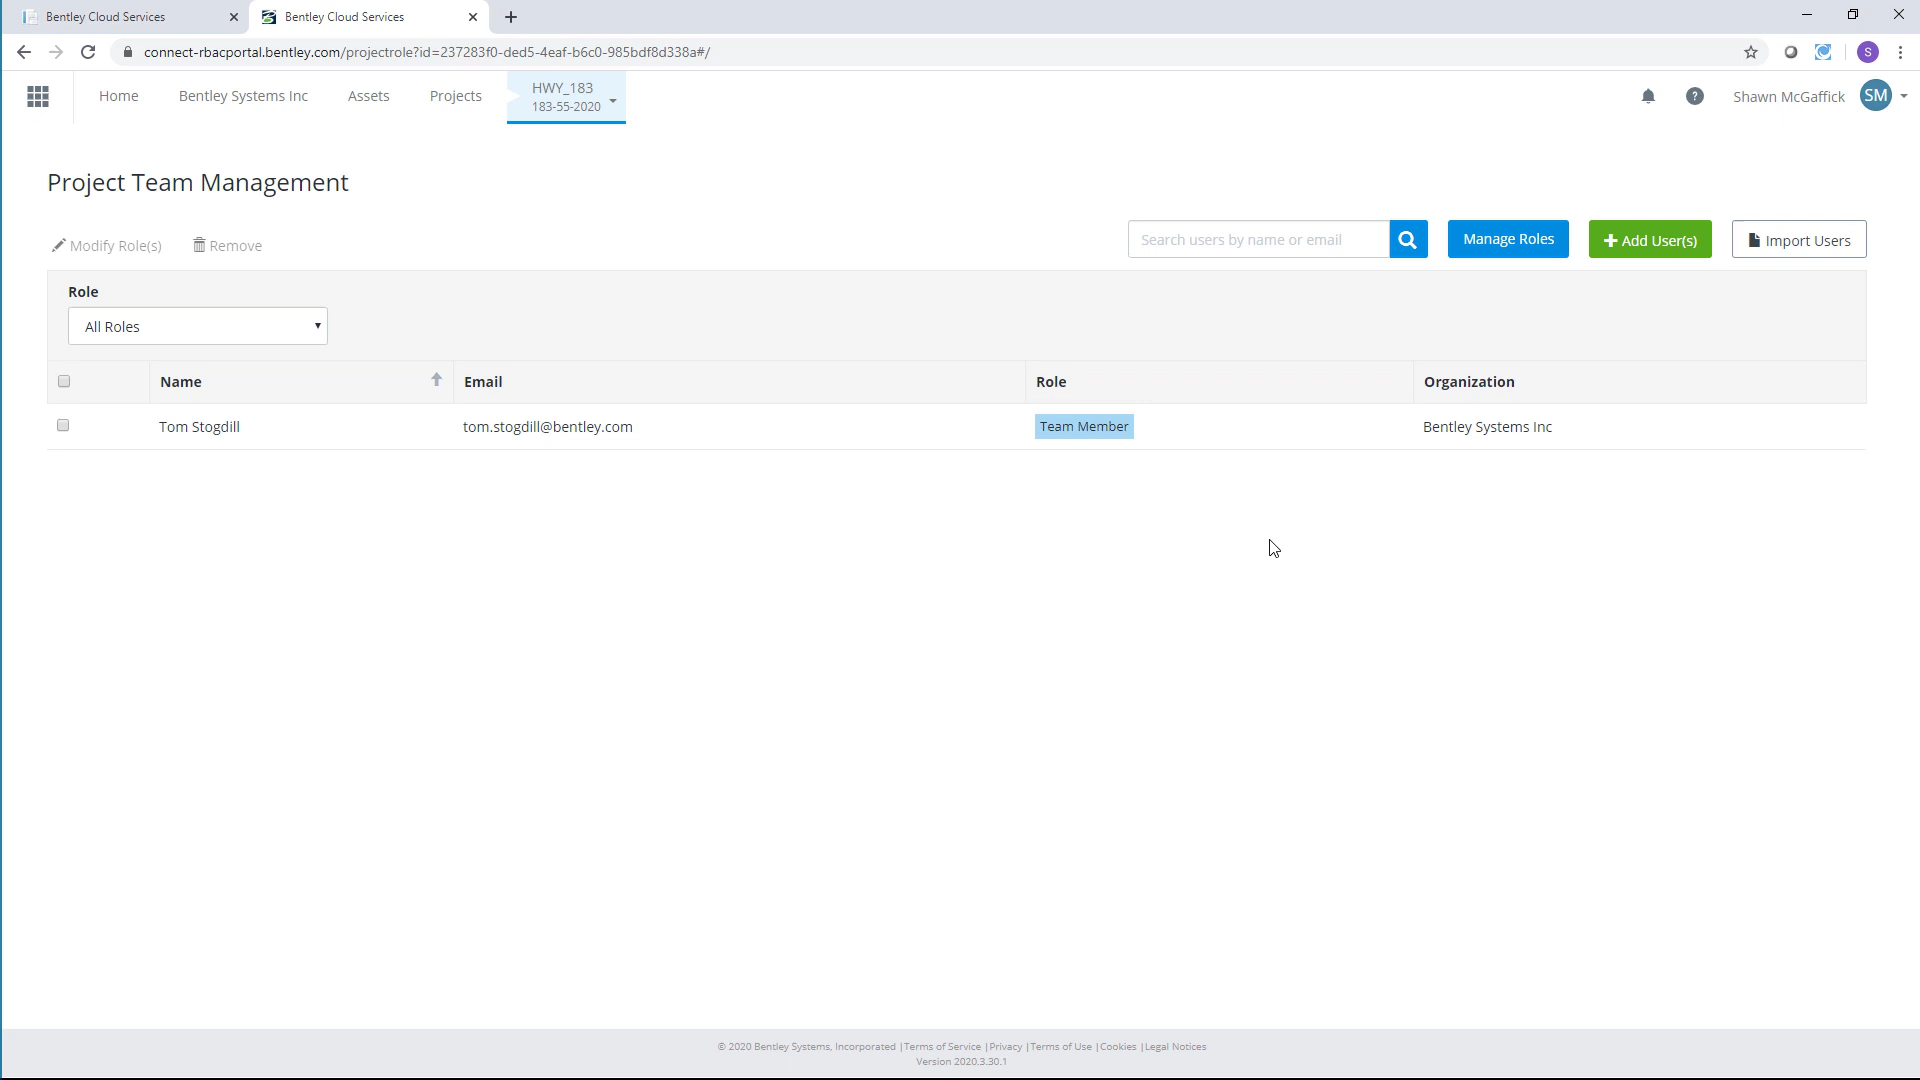 Bentley Cloud Services
Bentley Cloud Services
connect-rbacportal.bentley.com/projectrole?id=237283f0-ded5-4eaf-b6c0-985bdf8d338a#/
S
Home
Bentley Systems Inc
Assets
Projects
HWY_183
183-55-2020
?
Shawn McGaffick
SM
Project Team Management
Modify Role(s)
Remove
Search users by name or email
Manage Roles
Add User(s)
Import Users
Role
All Roles
Name
Email
Role
Organization
Tom Stogdill
tom.stogdill@bentley.com
Team Member
Bentley Systems Inc
© 2020 Bentley Systems, Incorporated |Terms of Service |Privacy |Terms of Use |Cookies |Legal Notices
Version 2020.3.30.1